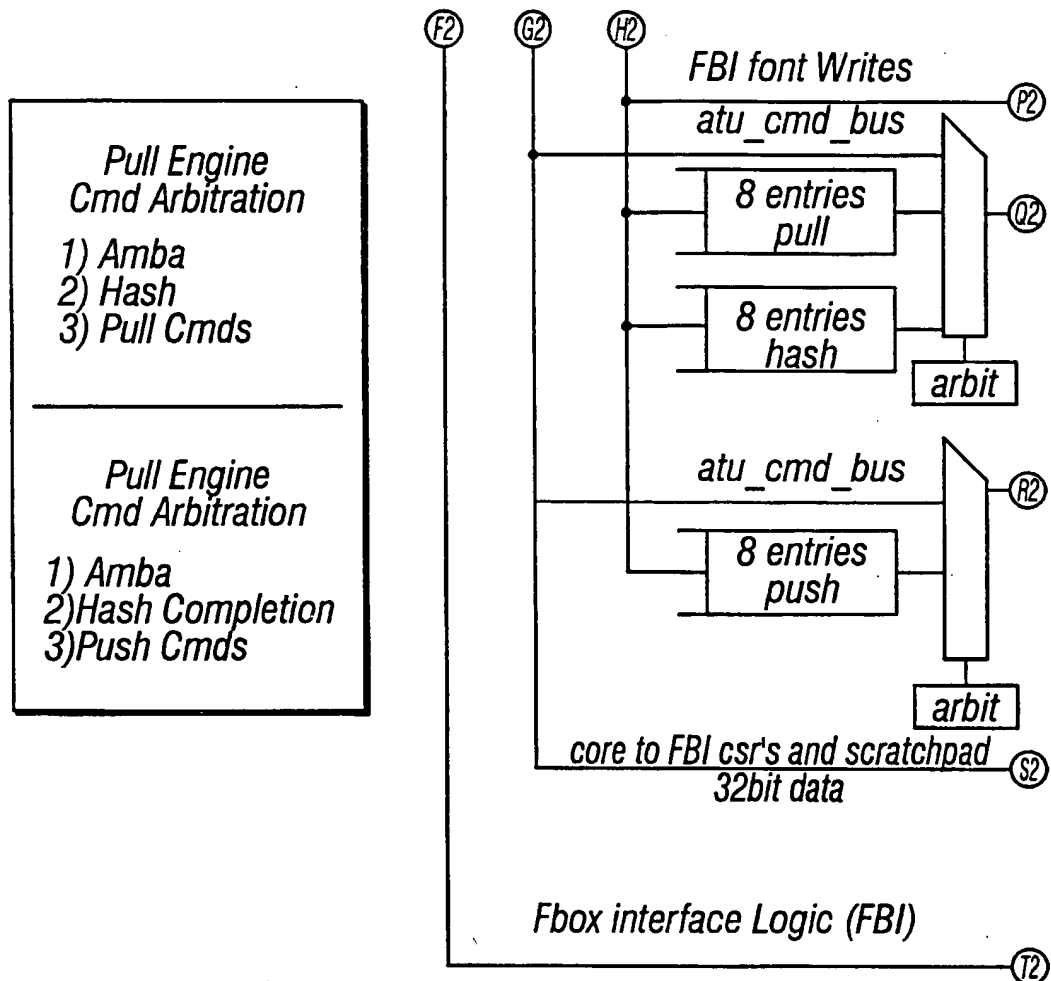 F2
G2
H2
FBI font Writes
P2
atu_cmd_bus
8 entries
pull
Q2
8 entries
hash
arbit
atu_cmd_bus
R2
8 entries
push
arbit
core to FBI csr's and scratchpad
S2
32bit data
Fbox interface Logic (FBI)
T2
Pull Engine
Cmd Arbitration
1) Amba
2) Hash
3) Pull Cmds
Pull Engine
Cmd Arbitration
1) Amba
2)Hash Completion
3)Push Cmds